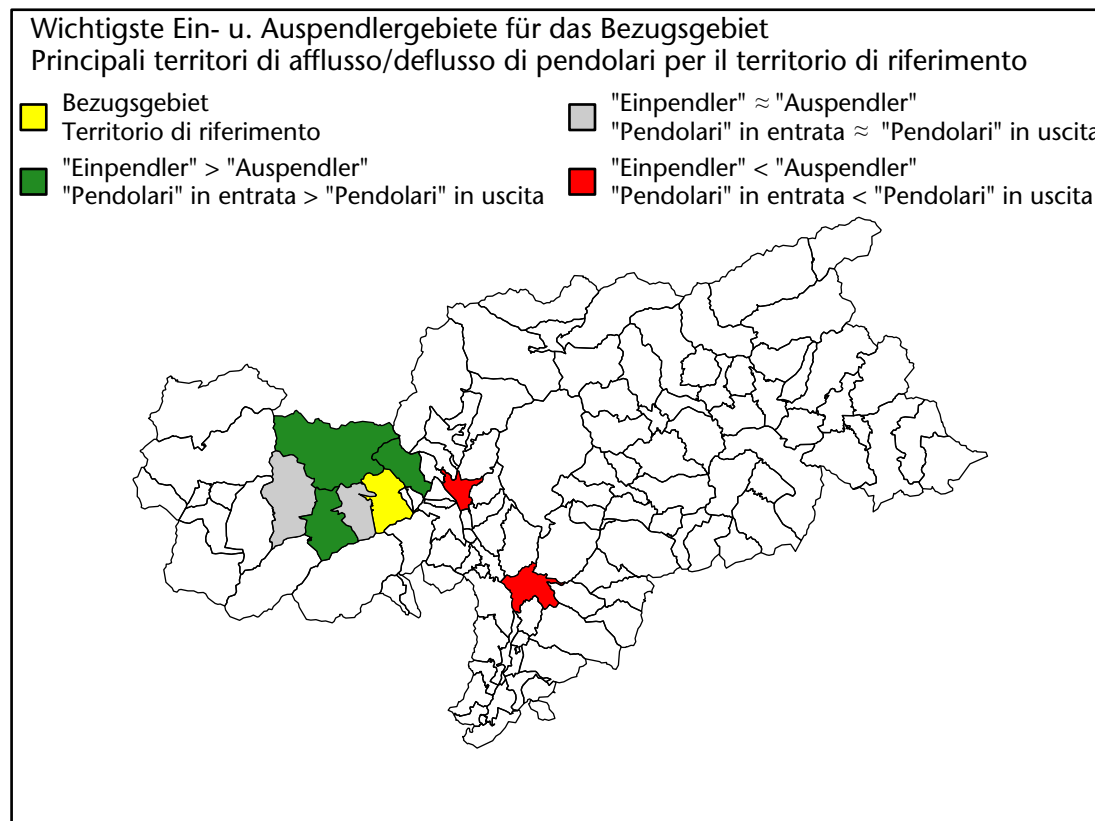 Wichtigste Ein- u. Auspendlergebiete für das Bezugsgebiet
Principali territori di afflusso/deflusso di pendolari per il territorio di riferimento
Bezugsgebiet
Territorio di riferimento
"Einpendler" > "Auspendler"
"Pendolari" in entrata > "Pendolari" in uscita
"Einpendler" ≈ "Auspendler"
"Pendolari" in entrata ≈ "Pendolari" in uscita
"Einpendler" < "Auspendler"
"Pendolari" in entrata < "Pendolari" in uscita